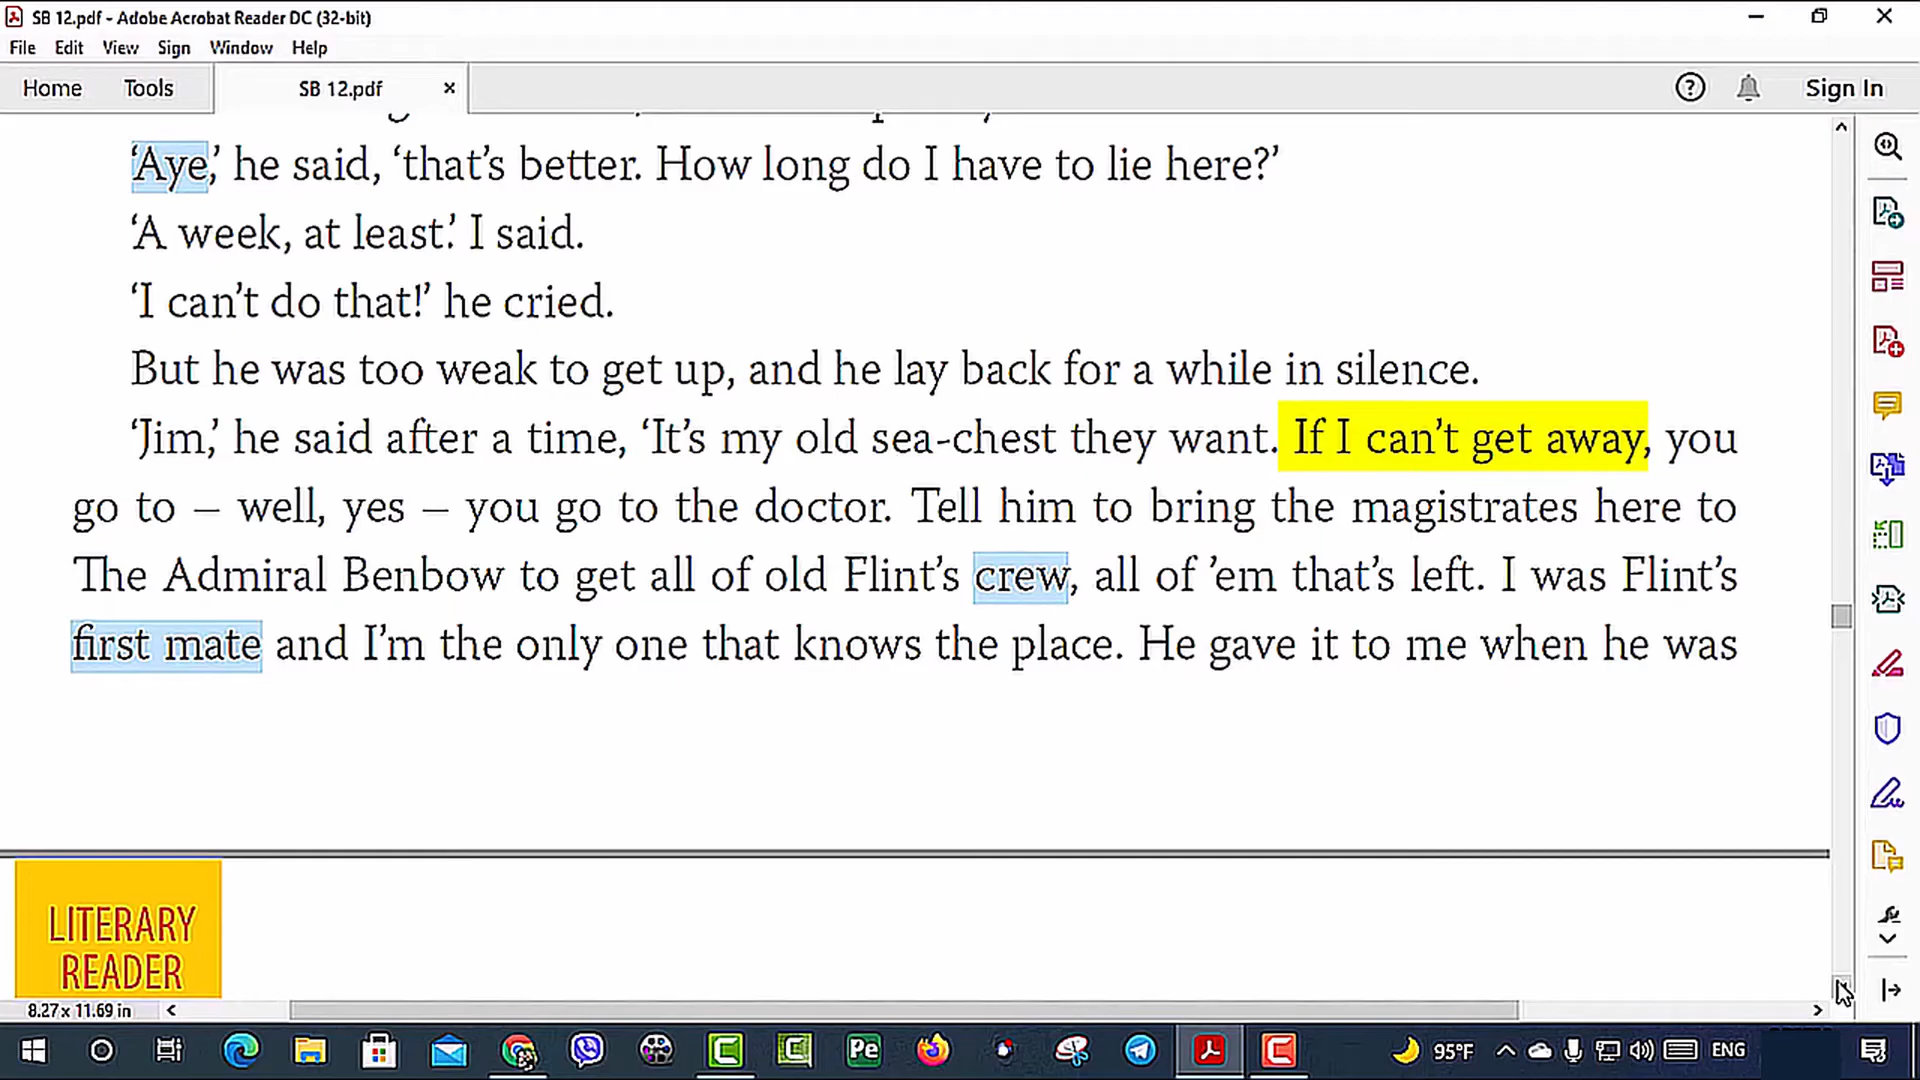 SB 12.pdf - Adobe Acrobat Reader DC (32-bit)
File Edit View Sign Window Help
Home Tools SB 12.pdf × Sign In
‘Aye,’ he said, ‘that’s better. How long do I have to lie here?’
‘A week, at least.’ I said.
‘I can’t do that!’ he cried.
But he was too weak to get up, and he lay back for a while in silence.
‘Jim,’ he said after a time, ‘It’s my old sea-chest they want. If I can’t get away, you
go to – well, yes – you go to the doctor. Tell him to bring the magistrates here to
The Admiral Benbow to get all of old Flint’s crew, all of ’em that’s left. I was Flint’s
first mate and I’m the only one that knows the place. He gave it to me when he was
LITERARY
READER
8.27 x 11.69 in
Pe 95°F ENG